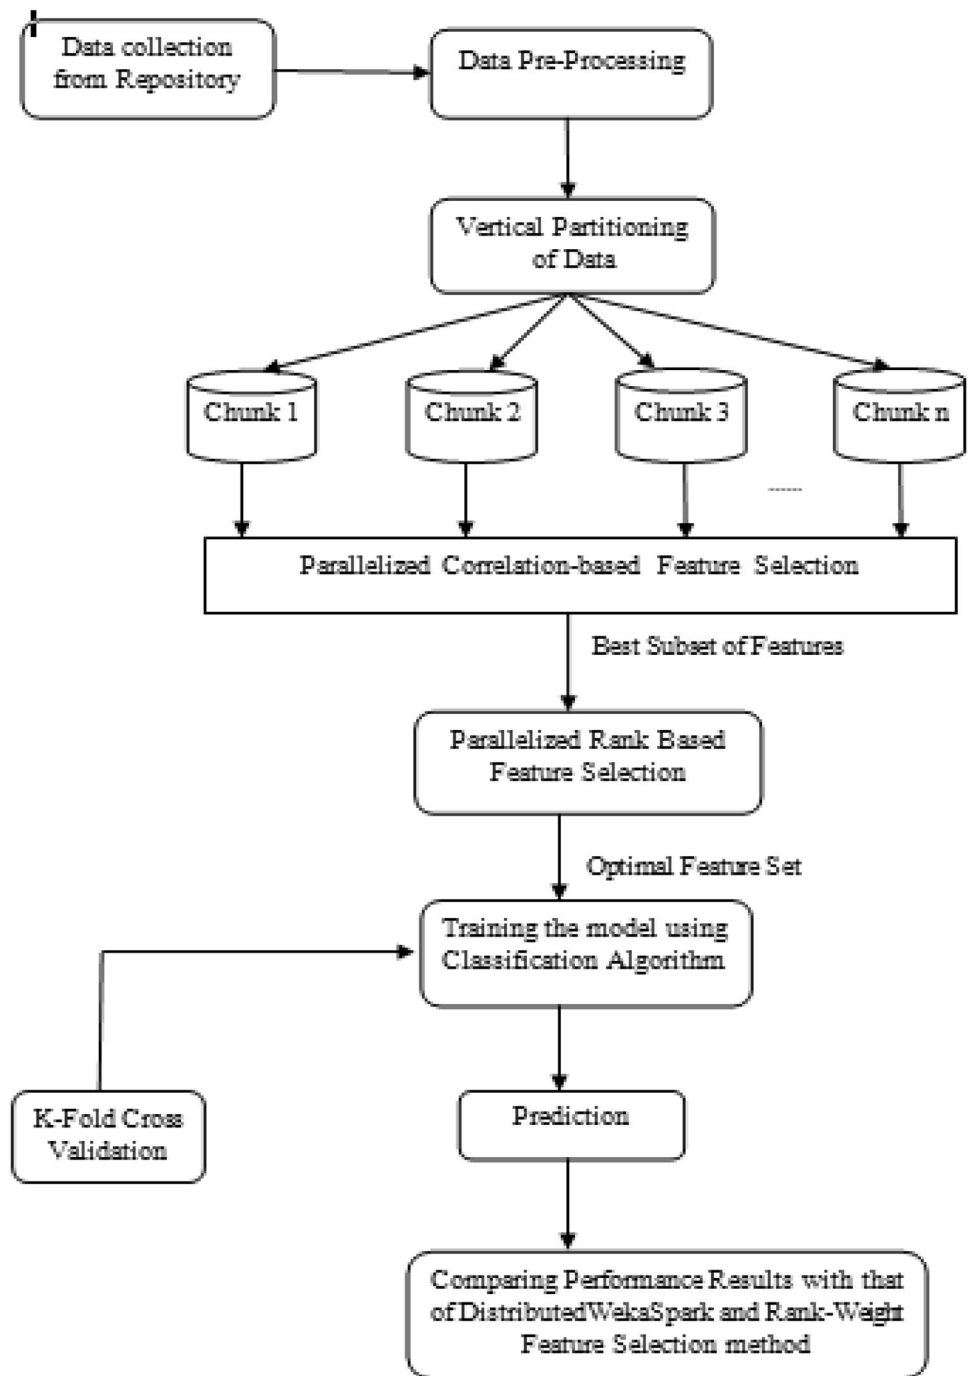 Data collection
from Repository
Data Pre-Processing
Vertical Partitioning
of Data
Chunk 1
Chunk 2
Chunk 3
Chunk n
......
Parallelized Correlation-based Feature Selection
Best Subset of Features
Parallelized Rank Based
Feature Selection
Optimal Feature Set
Training the model using
Classification Algorithm
K-Fold Cross
Validation
Prediction
Comparing Performance Results with that
of DistributedWekaSpark and Rank-Weight
Feature Selection method